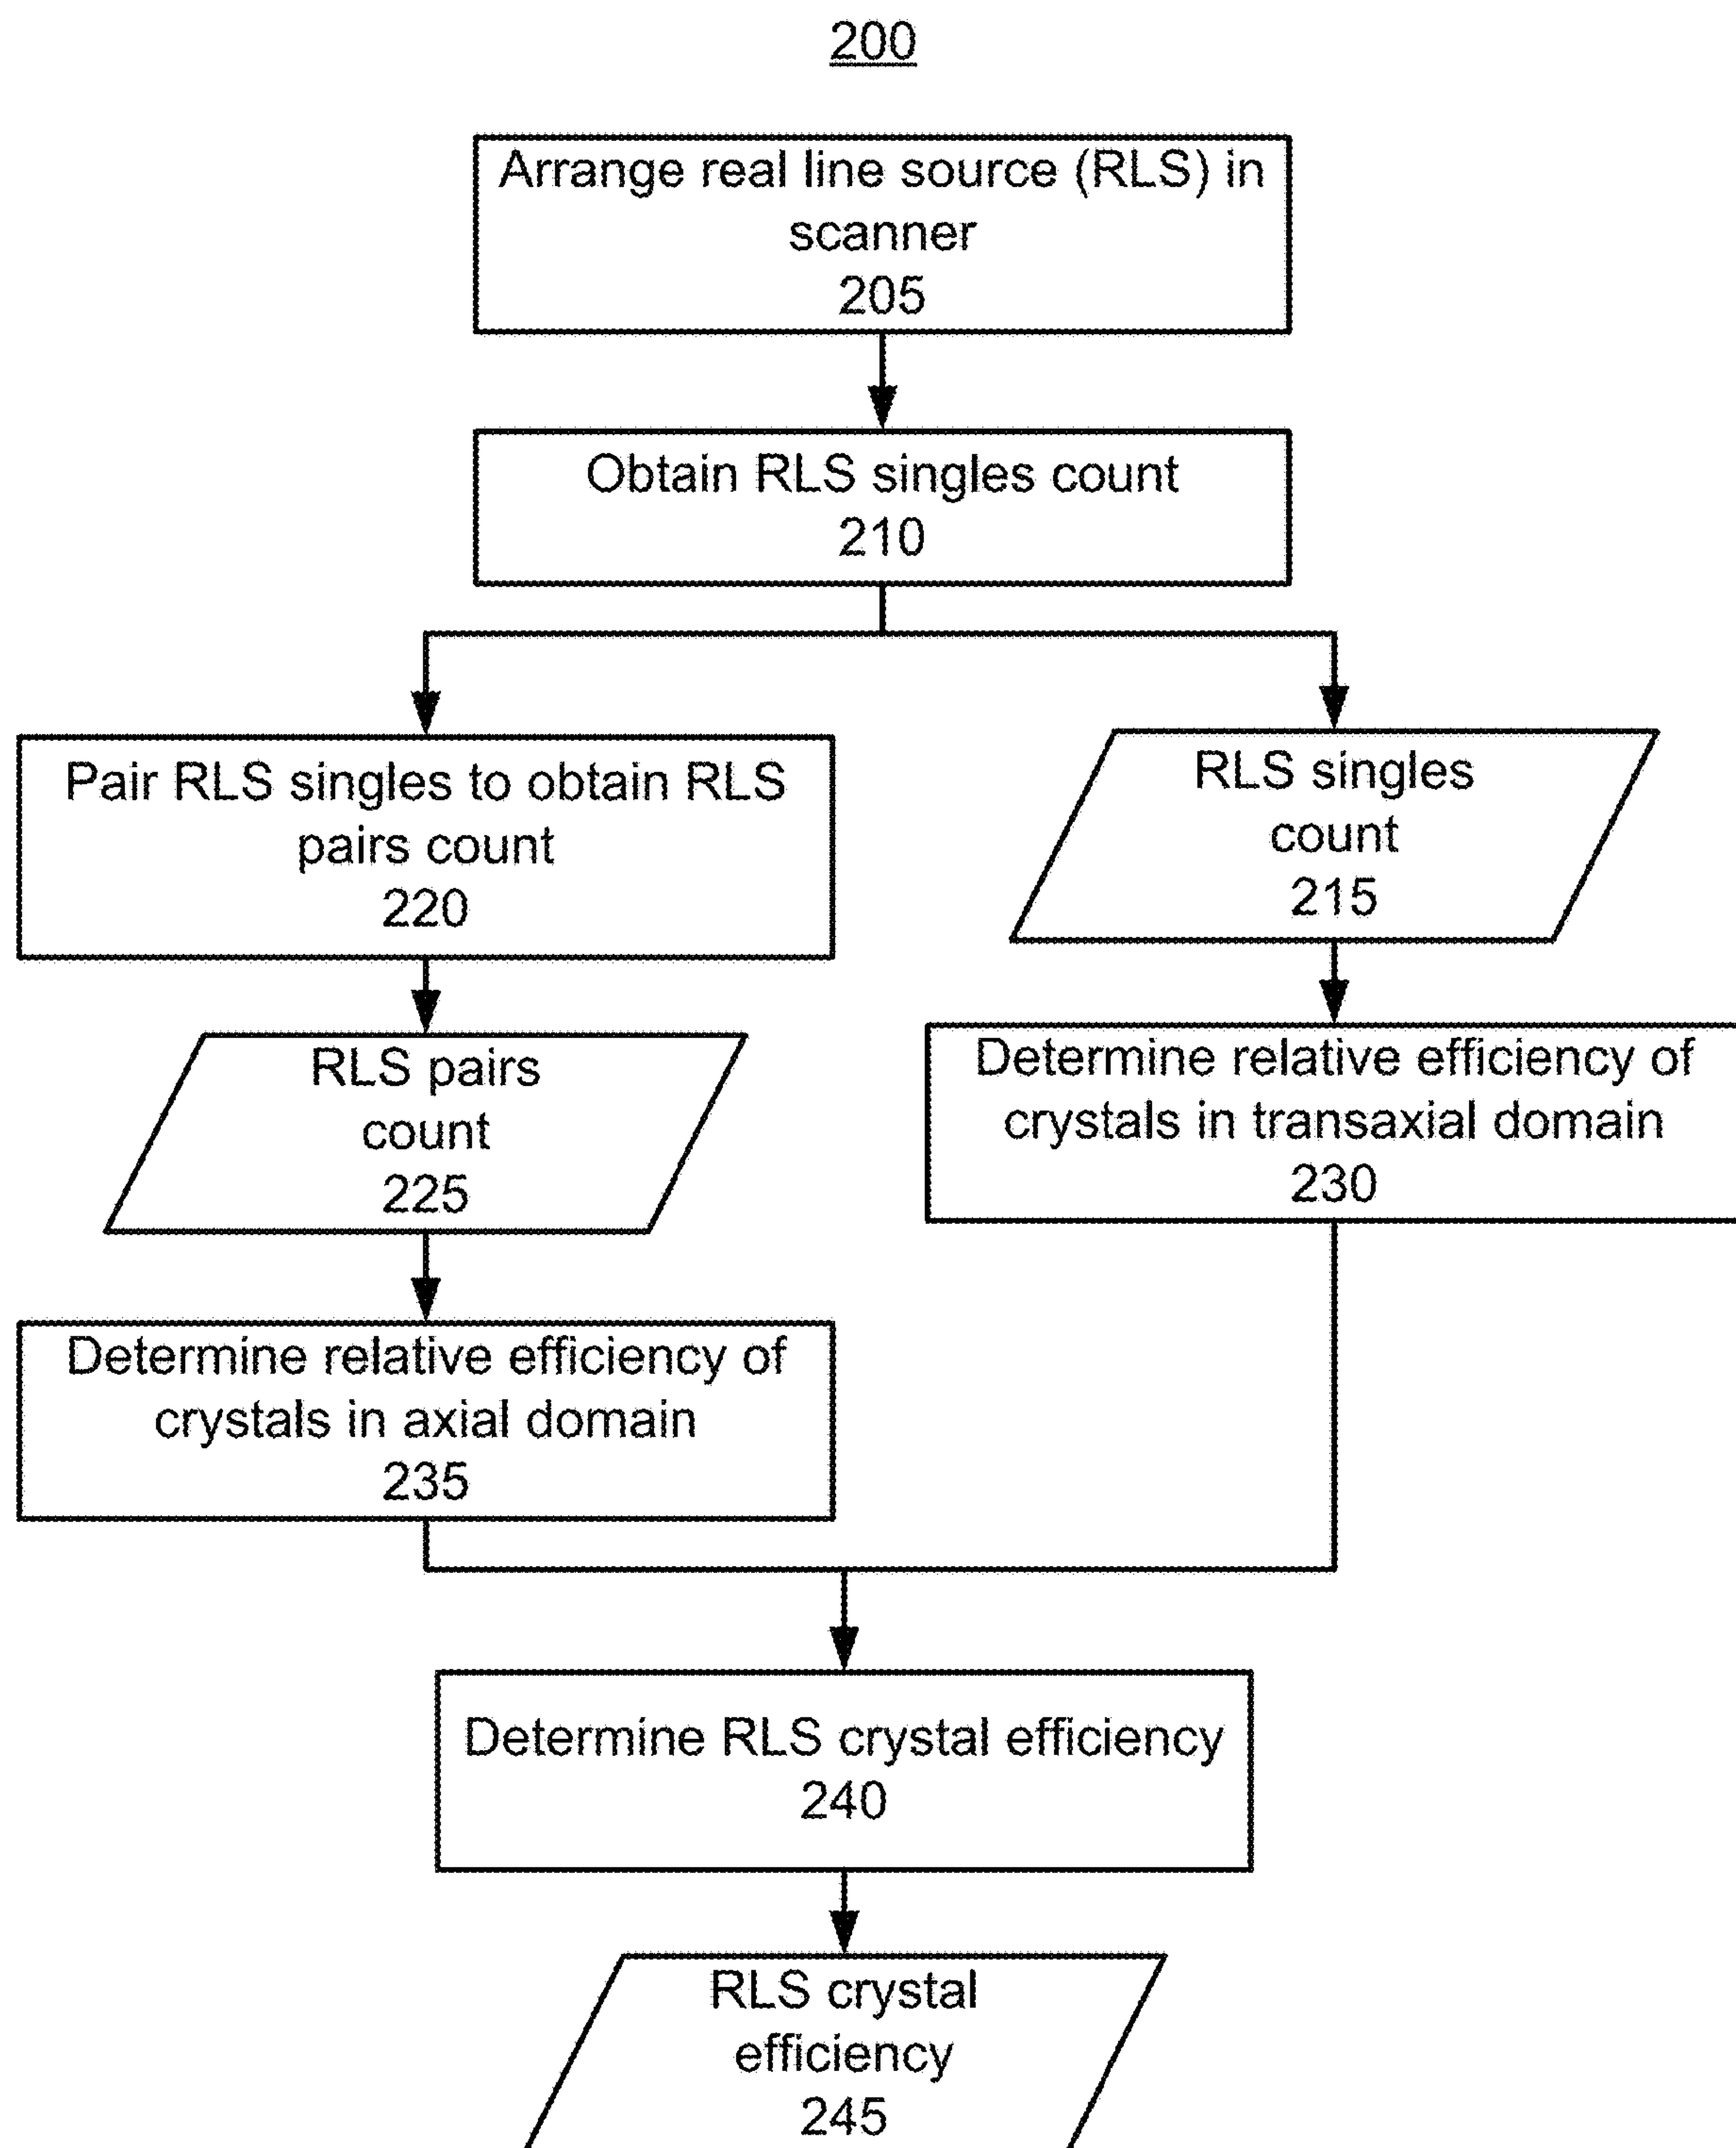 200
Arrange real line source (RLS) in
scanner
205
Obtain RLS singles count
210
Pair RLS singles to obtain RLS
pairs count
220
RLS singles
count
215
RLS pairs
count
225
Determine relative efficiency of
crystals in transaxial domain
230
Determine relative efficiency of
crystals in axial domain
235
Determine RLS crystal efficiency
240
RLS crystal
efficiency
245